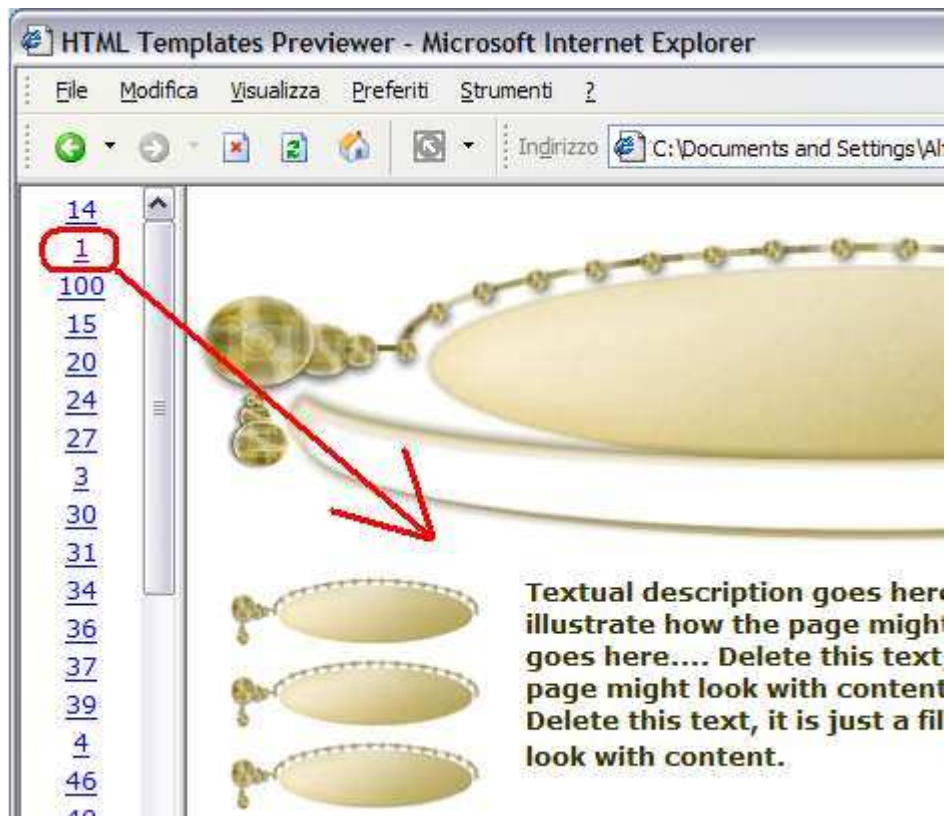 HTML Templates Previewer - Microsoft Internet Explorer
File Modifica Visualizza Preferiti Strumenti ?
Indirizzo C:\Documents and Settings\Al
14
1
100
15
20
24
27
3
30
31
34
36
37
39
4
46
Textual description goes here
illustrate how the page might
goes here.... Delete this text
page might look with content
Delete this text, it is just a fil
look with content.